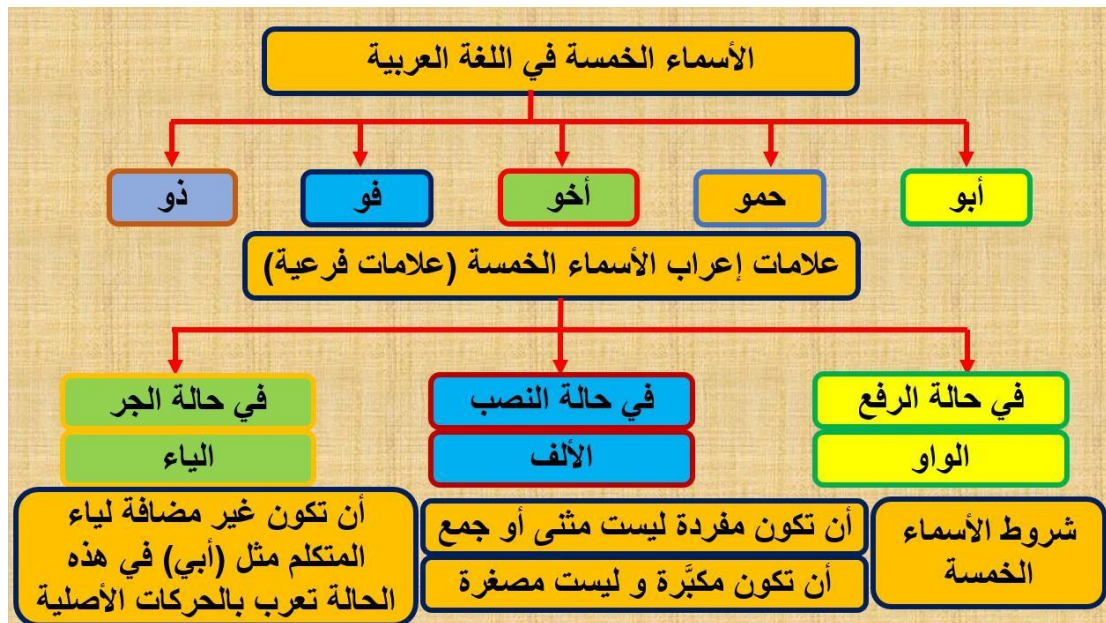 الأسماء الخمسة في اللغة العربية
أبو
حمو
أخو
فو
ذو
علامات إعراب الأسماء الخمسة (علامات فرعية)
في حالة الرفع
في حالة النصب
في حالة الجر
الواو
الألف
الياء
شروط الأسماء
الخمسة
أن تكون مفردة ليست مثنى أو جمع
أن تكون مكبَّرة و ليست مصغرة
أن تكون غير مضافة لياء
المتكلم مثل (أبي) في هذه
الحالة تعرب بالحركات الأصلية